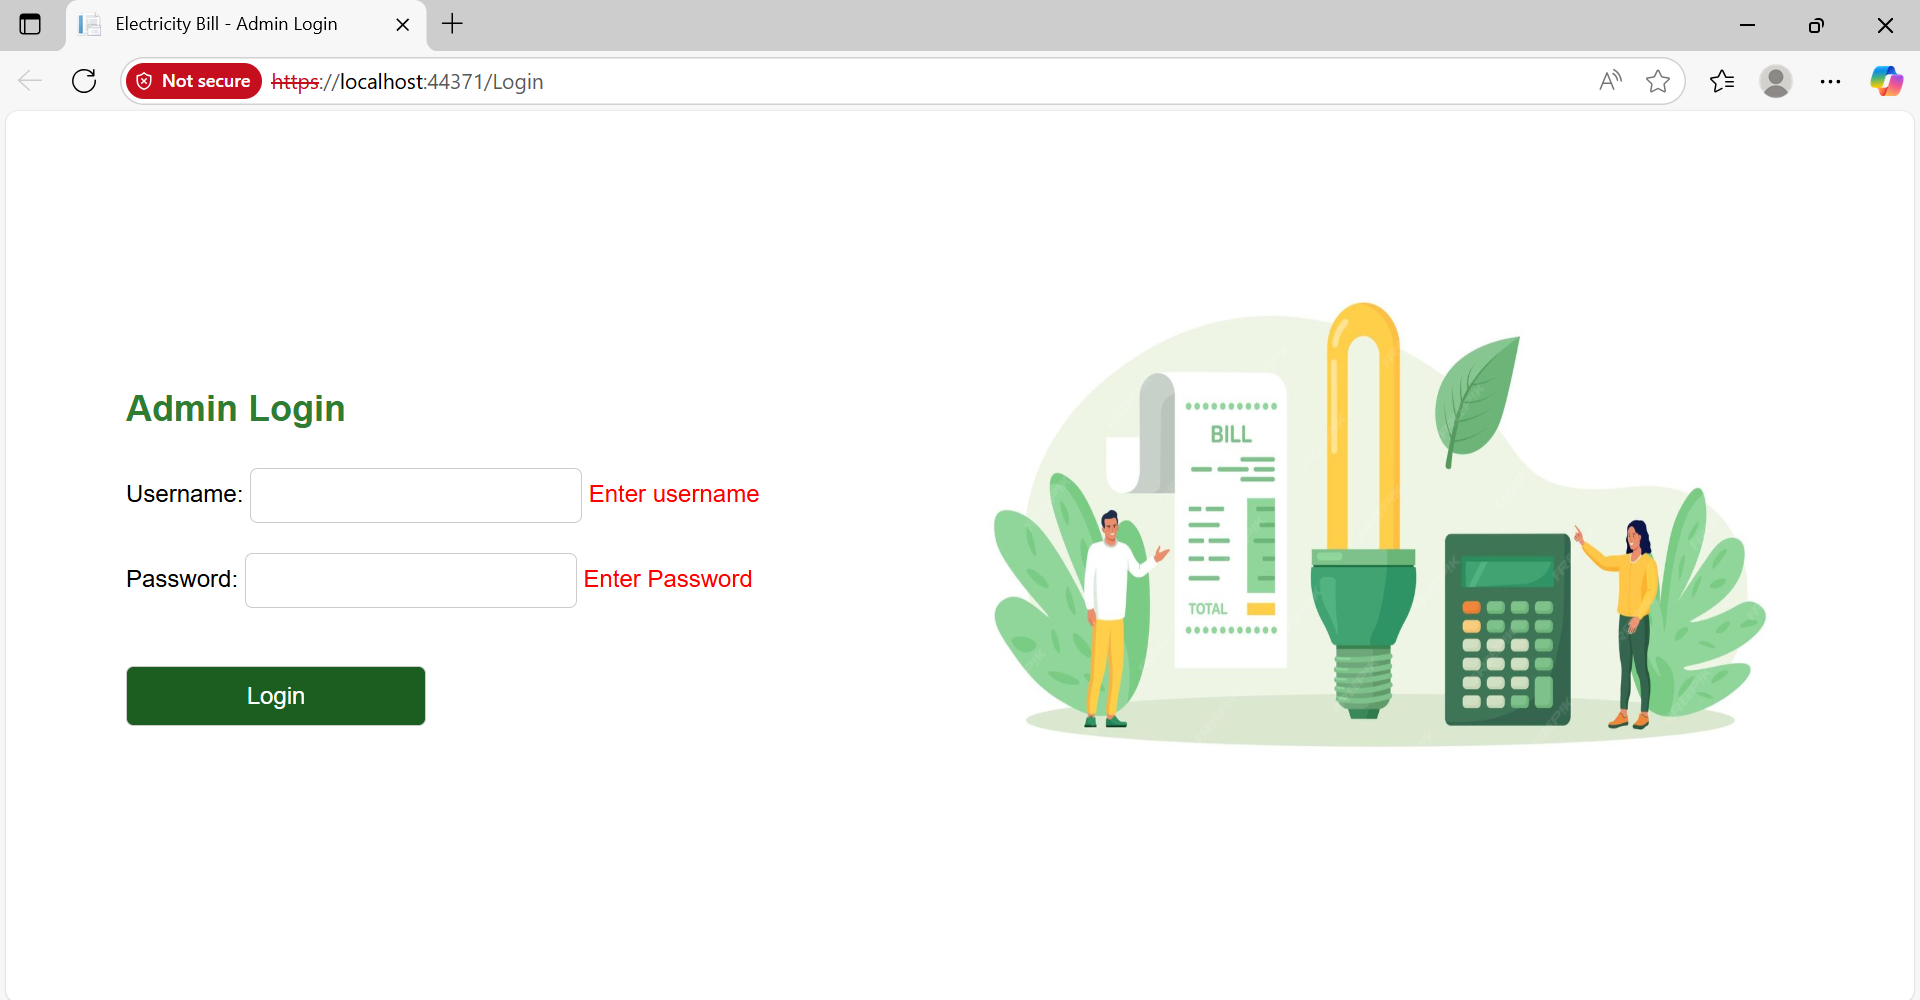 Electricity Bill - Admin Login
Not secure https://localhost:44371/Login
Admin Login
Username: Enter username
Password: Enter Password
Login
BILL
TOTAL